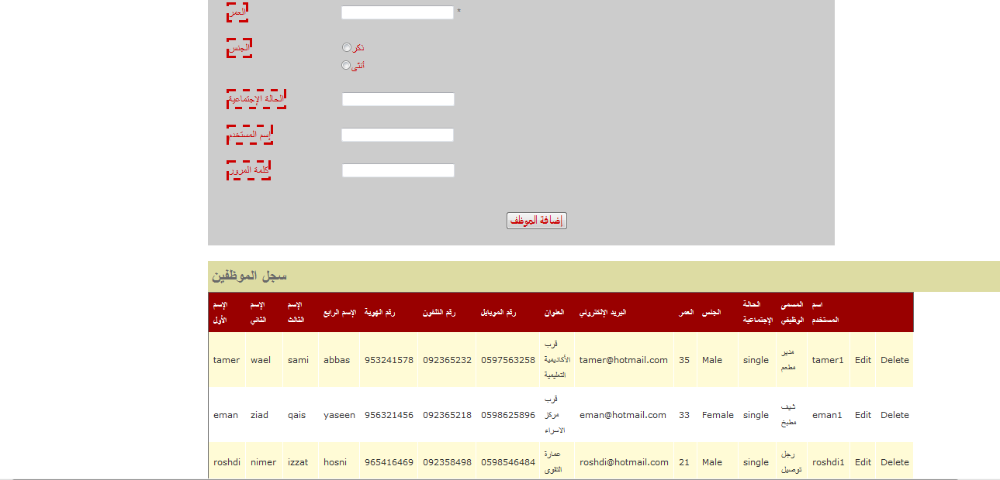 العمر *
الجنس ذكر
أنثى
الحالة الإجتماعية
إسم المستخدم
كلمة المرور
إضافة الموظف
سجل الموظفين
الإسم الأول الإسم الثاني الإسم الثالث الإسم الرابع رقم الهوية رقم التلفون رقم الموبايل العنوان البريد الإلكتروني العمر الجنس الحالة الإجتماعية المسمى الوظيفي اسم المستخدم
tamer wael sami abbas 953241578 092365232 0597563258 قرب الأكاديمية التعليمية tamer@hotmail.com 35 Male single مدير مطعم tamer1 Edit Delete
eman ziad qais yaseen 956321456 092365218 0598625896 قرب مركز الاسراء eman@hotmail.com 33 Female single شيف مطبخ eman1 Edit Delete
roshdi nimer izzat hosni 965416469 092358498 0598546484 عمارة التقوى roshdi@hotmail.com 21 Male single رجل توصيل roshdi1 Edit Delete